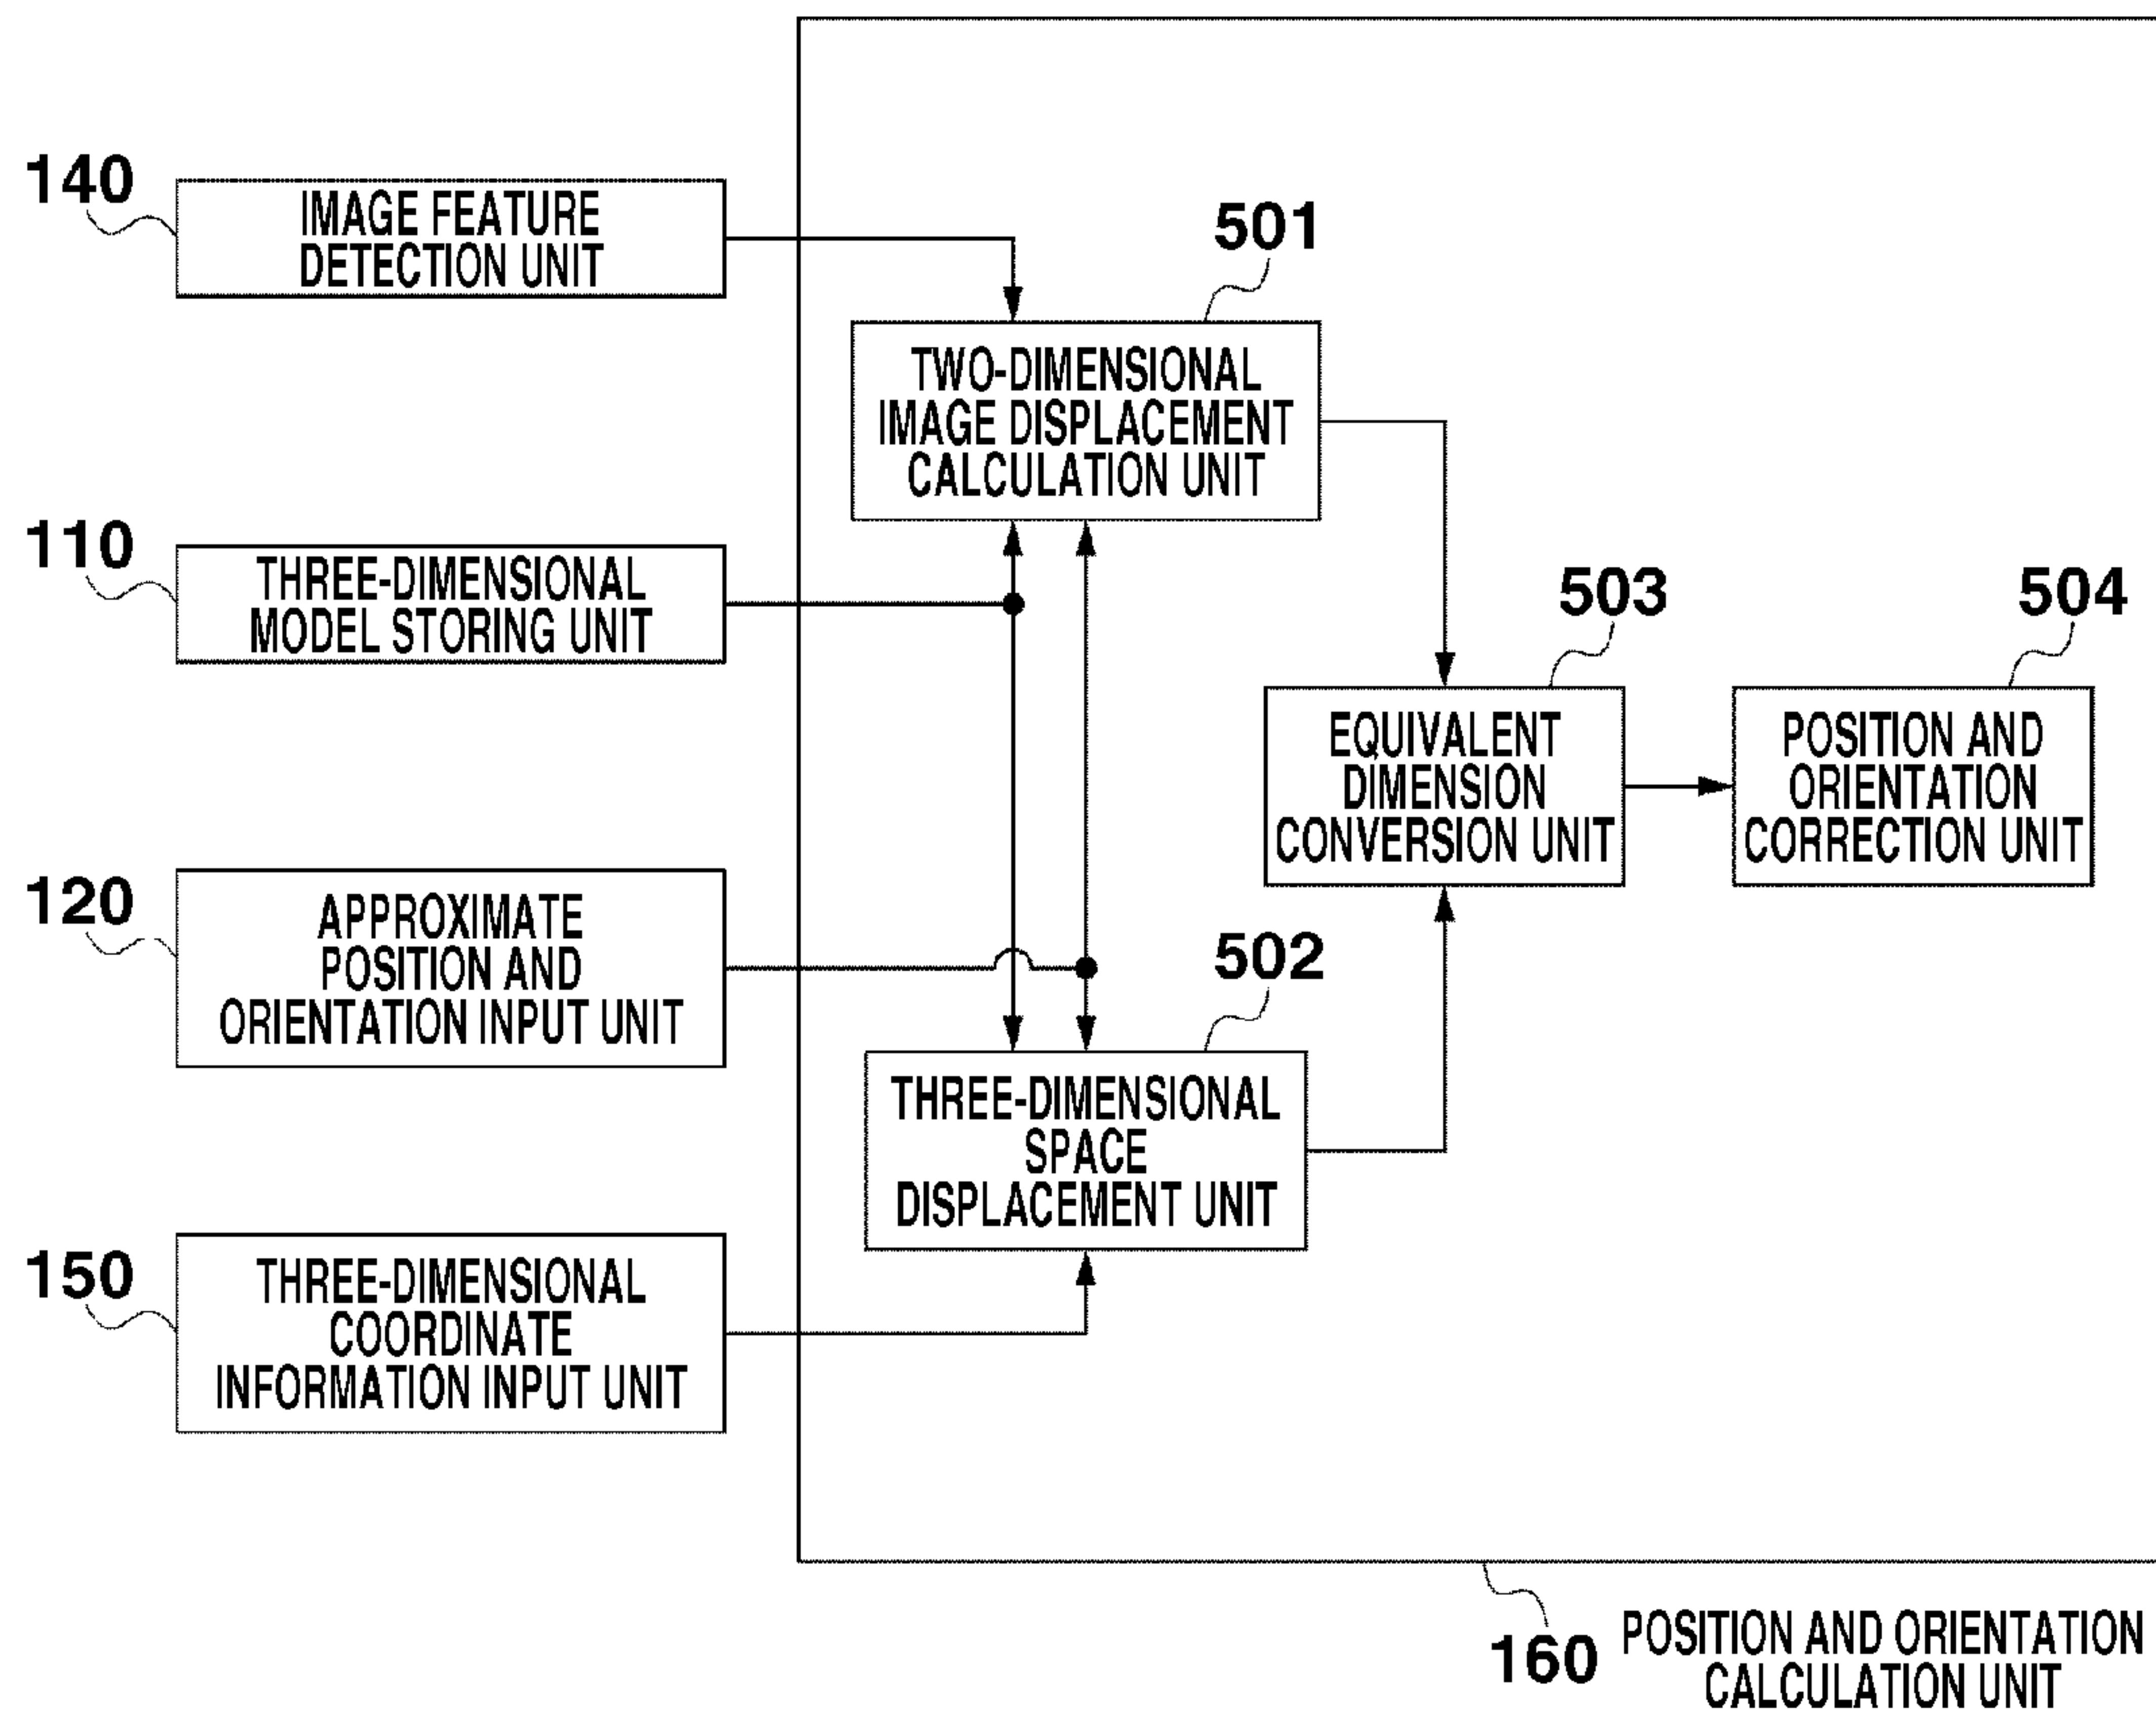 140
IMAGE FEATURE
DETECTION UNIT
501
TWO-DIMENSIONAL
IMAGE DISPLACEMENT
CALCULATION UNIT
110
THREE-DIMENSIONAL
MODEL STORING UNIT
503
EQUIVALENT
DIMENSION
CONVERSION UNIT
504
POSITION AND
ORIENTATION
CORRECTION UNIT
120
APPROXIMATE
POSITION AND
ORIENTATION INPUT UNIT
502
THREE-DIMENSIONAL
SPACE
DISPLACEMENT UNIT
150
THREE-DIMENSIONAL
COORDINATE
INFORMATION INPUT UNIT
160
POSITION AND ORIENTATION
CALCULATION UNIT